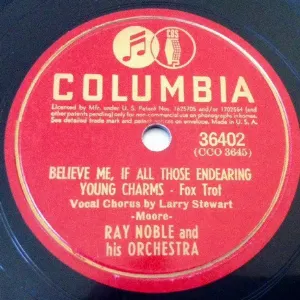 CBS
COLUMBIA
Licensed by Mfr. under U. S. Patent Nos. 1625705 and/or 1702564 (and
other patents pending) only for non-commercial use on phonographs in homes.
See detailed trade mark and patent notice on envelope. Made in U. S. A.
36402
(CCO 3645)
BELIEVE ME, IF ALL THOSE ENDEARING
YOUNG CHARMS - Fox Trot
Vocal Chorus by Larry Stewart
-Moore-
RAY NOBLE and
his ORCHESTRA